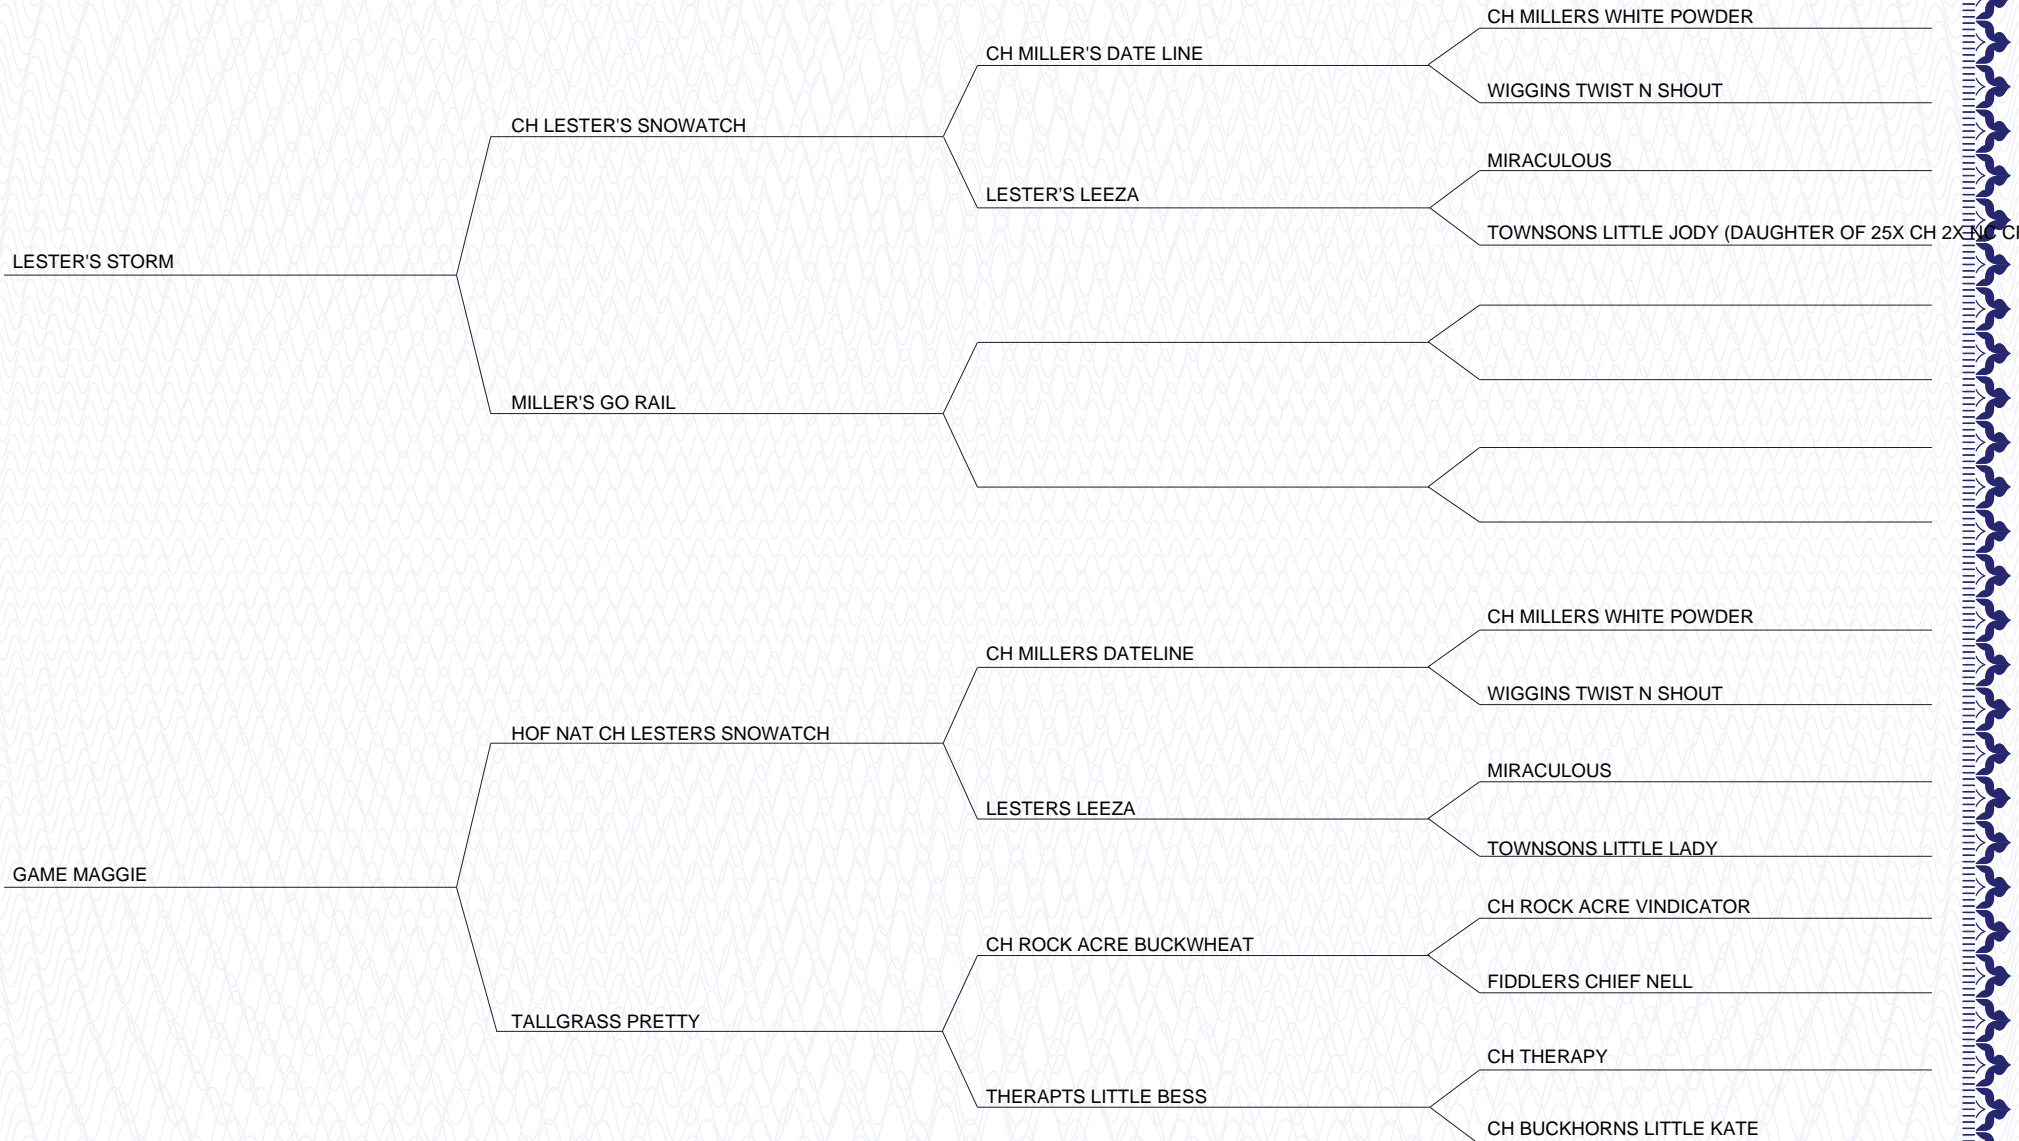 CH MILLERS WHITE POWDER
CH MILLER'S DATE LINE
WIGGINS TWIST N SHOUT
CH LESTER'S SNOWATCH
MIRACULOUS
LESTER'S LEEZA
TOWNSONS LITTLE JODY (DAUGHTER OF 25X CH 2X NC
LESTER'S STORM
MILLER'S GO RAIL
CH MILLERS WHITE POWDER
CH MILLERS DATELINE
WIGGINS TWIST N SHOUT
HOF NAT CH LESTERS SNOWATCH
MIRACULOUS
LESTERS LEEZA
TOWNSONS LITTLE LADY
GAME MAGGIE
CH ROCK ACRE VINDICATOR
CH ROCK ACRE BUCKWHEAT
FIDDLERS CHIEF NELL
TALLGRASS PRETTY
CH THERAPY
THERAPTS LITTLE BESS
CH BUCKHORNS LITTLE KATE